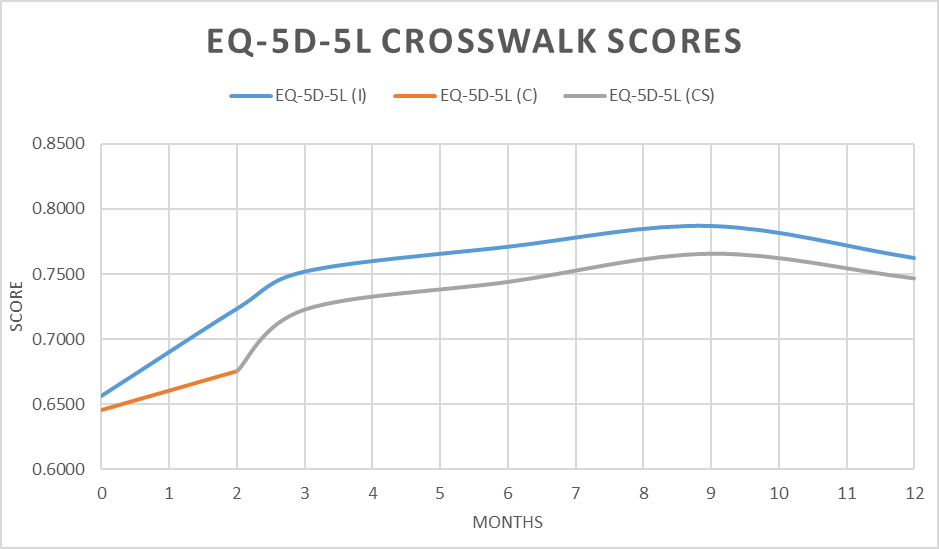 EQ-5D-5L CROSSWALK SCORES
EQ-5D-5L (I) EQ-5D-5L (C) EQ-5D-5L (CS)
0.8500
0.8000
0.7500
0.7000
0.6500
0.6000
SCORE
0 1 2 3 4 5 6 7 8 9 10 11 12
MONTHS